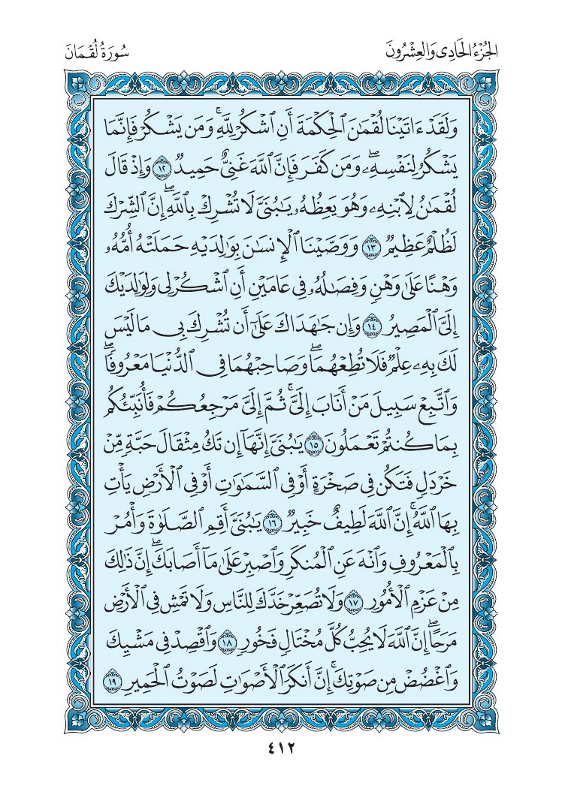 الجُزْءُ الحَادِى وَالعِشْرُونَ
سُورَةُ لُقْمَانَ
وَلَقَدْ ءَاتَيْنَا لُقْمَٰنَ ٱلْحِكْمَةَ أَنِ ٱشْكُرْ لِلَّهِۚ وَمَن يَشْكُرْ فَإِنَّمَا
يَشْكُرُ لِنَفْسِهِۦۖ وَمَن كَفَرَ فَإِنَّ ٱللَّهَ غَنِىٌّ حَمِيدٌ ١٢ وَإِذْ قَالَ
لُقْمَٰنُ لِٱبْنِهِۦ وَهُوَ يَعِظُهُۥ يَٰبُنَىَّ لَا تُشْرِكْ بِٱللَّهِۖ إِنَّ ٱلشِّرْكَ
لَظُلْمٌ عَظِيمٌ ١٣ وَوَصَّيْنَا ٱلْإِنسَٰنَ بِوَٰلِدَيْهِ حَمَلَتْهُ أُمُّهُۥ
وَهْنًا عَلَىٰ وَهْنٍ وَفِصَٰلُهُۥ فِى عَامَيْنِ أَنِ ٱشْكُرْ لِى وَلِوَٰلِدَيْكَ
إِلَىَّ ٱلْمَصِيرُ ١٤ وَإِن جَٰهَدَاكَ عَلَىٰٓ أَن تُشْرِكَ بِى مَا لَيْسَ
لَكَ بِهِۦ عِلْمٌ فَلَا تُطِعْهُمَاۖ وَصَاحِبْهُمَا فِى ٱلدُّنْيَا مَعْرُوفًاۖ
وَٱتَّبِعْ سَبِيلَ مَنْ أَنَابَ إِلَىَّۚ ثُمَّ إِلَىَّ مَرْجِعُكُمْ فَأُنَبِّئُكُم
بِمَا كُنتُمْ تَعْمَلُونَ ١٥ يَٰبُنَىَّ إِنَّهَآ إِن تَكُ مِثْقَالَ حَبَّةٍ مِّنْ
خَرْدَلٍ فَتَكُن فِى صَخْرَةٍ أَوْ فِى ٱلسَّمَٰوَٰتِ أَوْ فِى ٱلْأَرْضِ يَأْتِ
بِهَا ٱللَّهُۚ إِنَّ ٱللَّهَ لَطِيفٌ خَبِيرٌ ١٦ يَٰبُنَىَّ أَقِمِ ٱلصَّلَوٰةَ وَأْمُرْ
بِٱلْمَعْرُوفِ وَٱنْهَ عَنِ ٱلْمُنكَرِ وَٱصْبِرْ عَلَىٰ مَآ أَصَابَكَۖ إِنَّ ذَٰلِكَ
مِنْ عَزْمِ ٱلْأُمُورِ ١٧ وَلَا تُصَعِّرْ خَدَّكَ لِلنَّاسِ وَلَا تَمْشِ فِى ٱلْأَرْضِ
مَرَحًاۖ إِنَّ ٱللَّهَ لَا يُحِبُّ كُلَّ مُخْتَالٍ فَخُورٍ ١٨ وَٱقْصِدْ فِى مَشْيِكَ
وَٱغْضُضْ مِن صَوْتِكَۚ إِنَّ أَنكَرَ ٱلْأَصْوَٰتِ لَصَوْتُ ٱلْحَمِيرِ ١٩
٤١٢